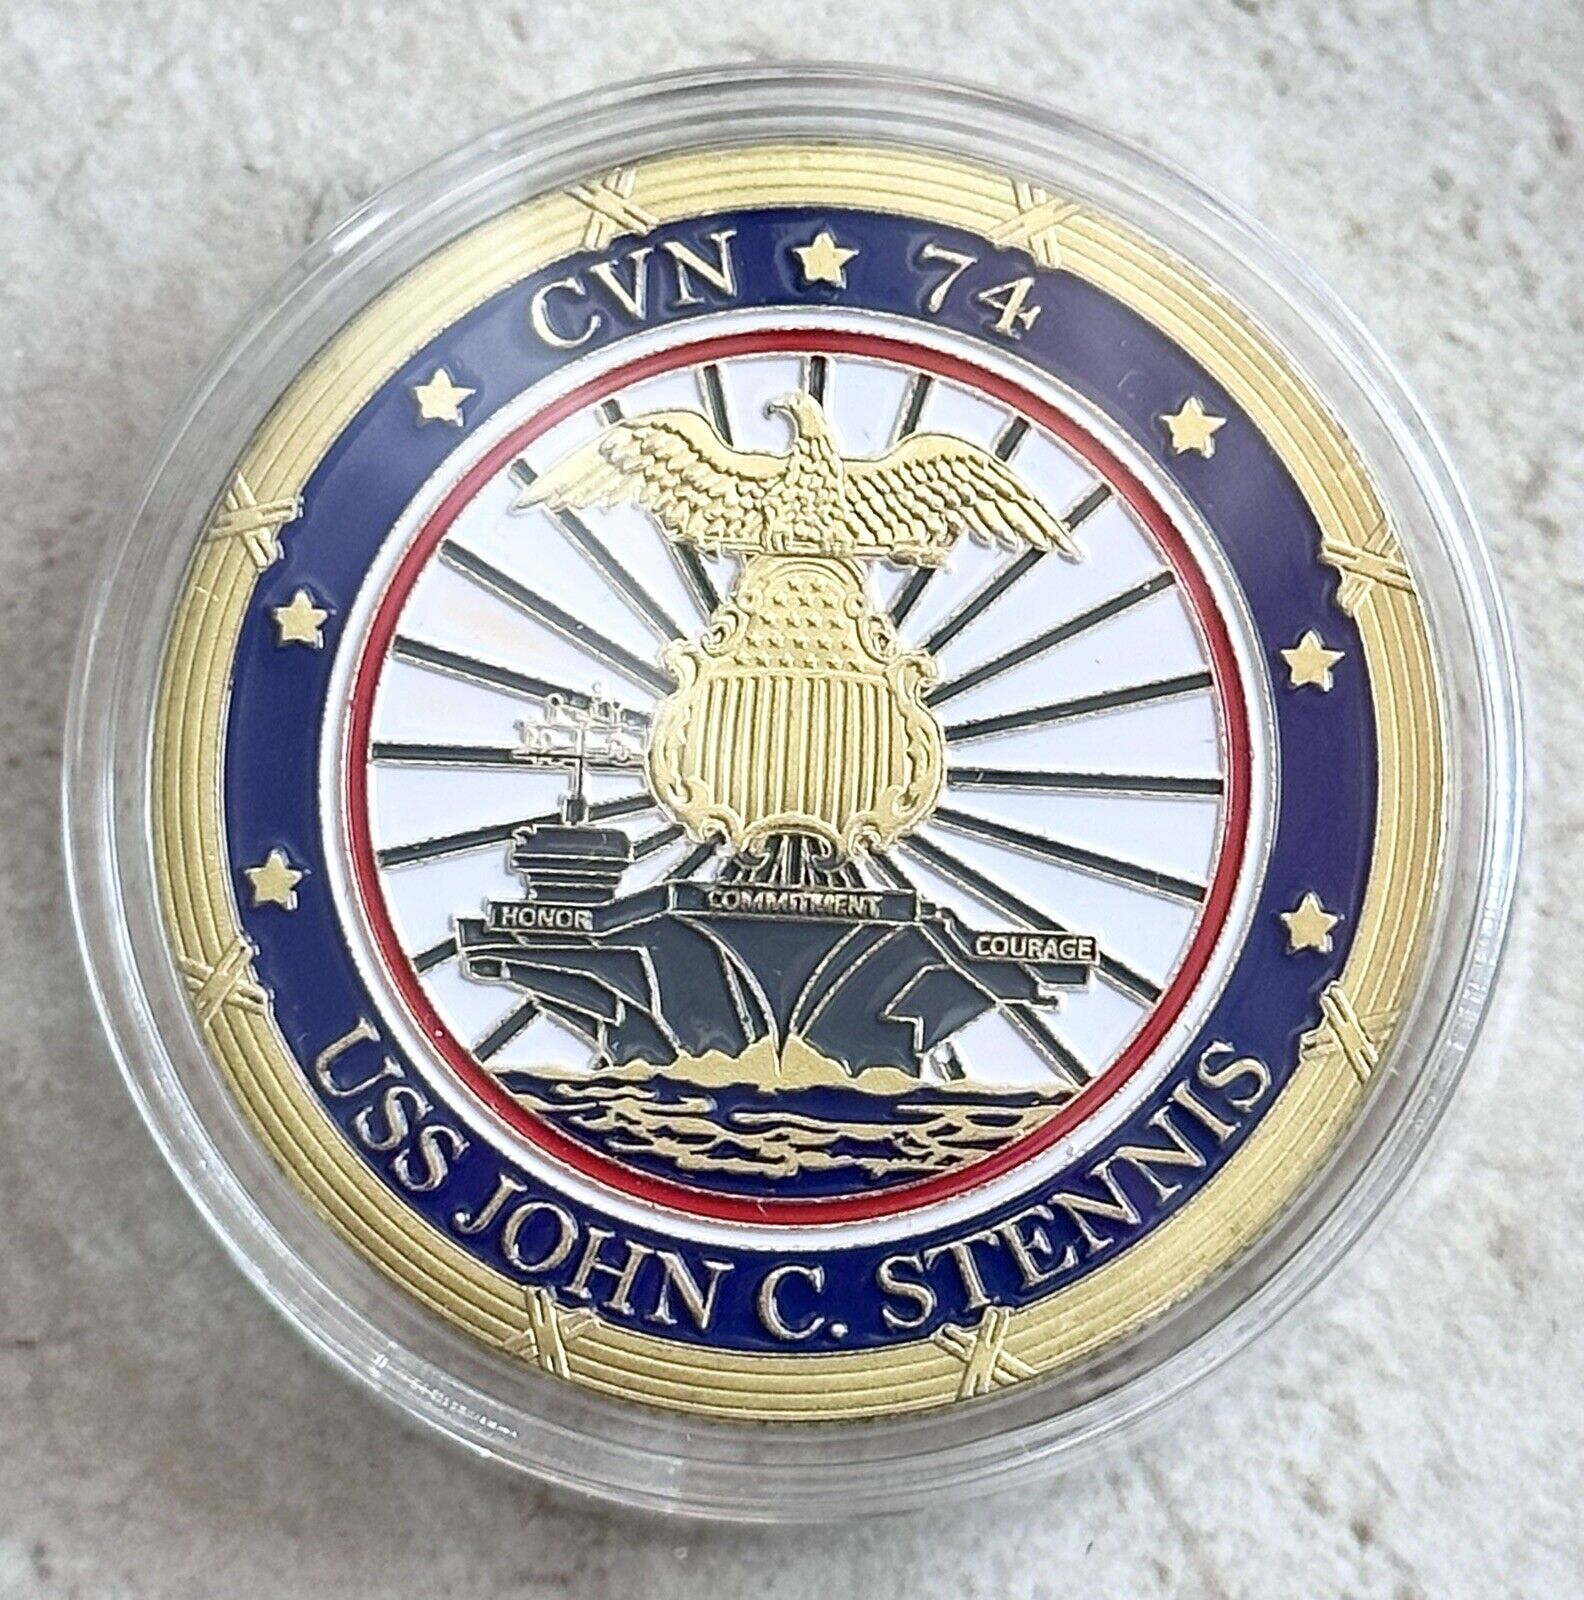 CVN ★ 74
HONOR
COMMITMENT
COURAGE
USS JOHN C. STENNIS